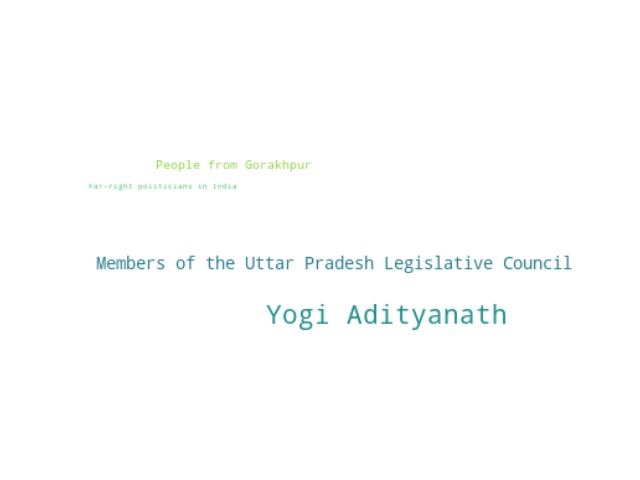 People from Gorakhpur
Far-right politicians in India
Members of the Uttar Pradesh Legislative Council
Yogi Adityanath